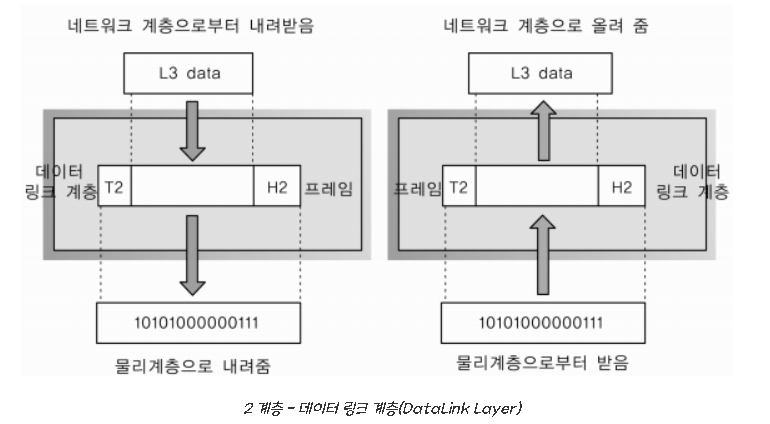 네트워크 계층으로부터 내려받음
L3 data
데이터
링크 계층
T2
H2
프레임
10101000000111
물리계층으로 내려줌
네트워크 계층으로 올려 줌
L3 data
프레임
T2
H2
데이터
링크 계층
10101000000111
물리계층으로부터 받음
2 계층 - 데이터 링크 계층(DataLink Layer)